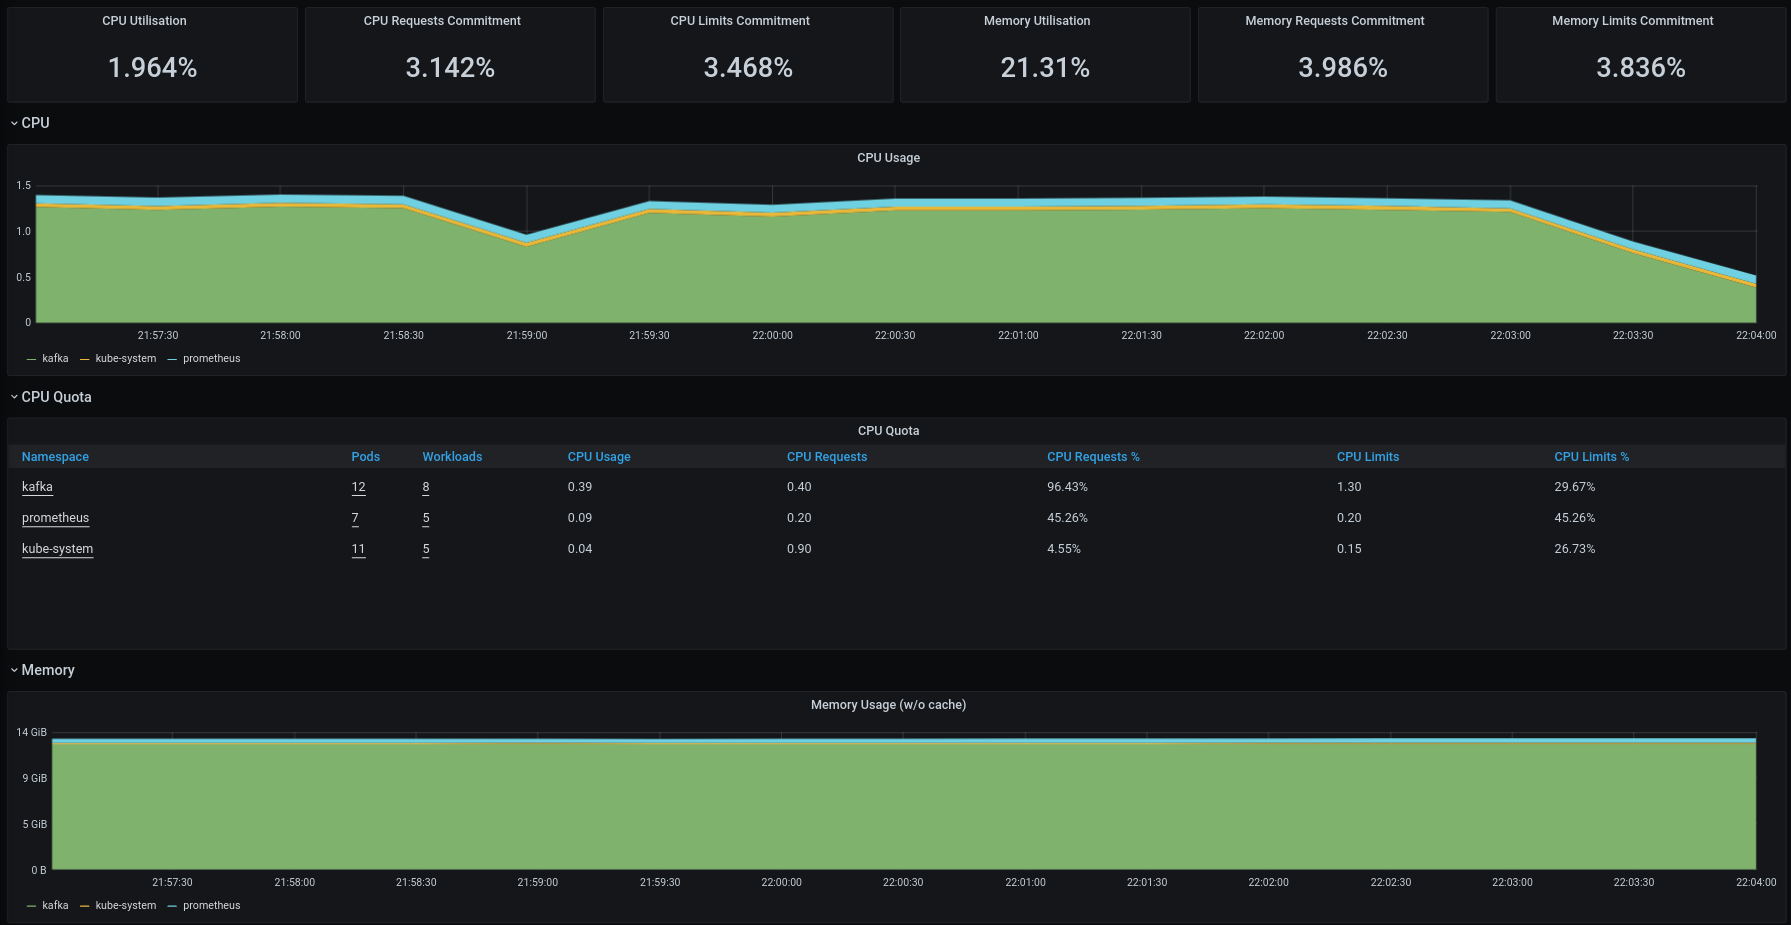 CPU Utilisation
1.964%
CPU Requests Commitment
3.142%
CPU Limits Commitment
3.468%
Memory Utilisation
21.31%
Memory Requests Commitment
3.986%
Memory Limits Commitment
3.836%
CPU
CPU Usage
1.5
1.0
0.5
0
21:57:30 21:58:00 21:58:30 21:59:00 21:59:30 22:00:00 22:00:30 22:01:00 22:01:30 22:02:00 22:02:30 22:03:00 22:03:30 22:04:00
kafka kube-system prometheus
CPU Quota
CPU Quota
Namespace Pods Workloads CPU Usage CPU Requests CPU Requests % CPU Limits CPU Limits %
kafka 12 8 0.39 0.40 96.43% 1.30 29.67%
prometheus 7 5 0.09 0.20 45.26% 0.20 45.26%
kube-system 11 5 0.04 0.90 4.55% 0.15 26.73%
Memory
Memory Usage (w/o cache)
14 GiB
9 GiB
5 GiB
0 B
21:57:30 21:58:00 21:58:30 21:59:00 21:59:30 22:00:00 22:00:30 22:01:00 22:01:30 22:02:00 22:02:30 22:03:00 22:03:30 22:04:00
kafka kube-system prometheus